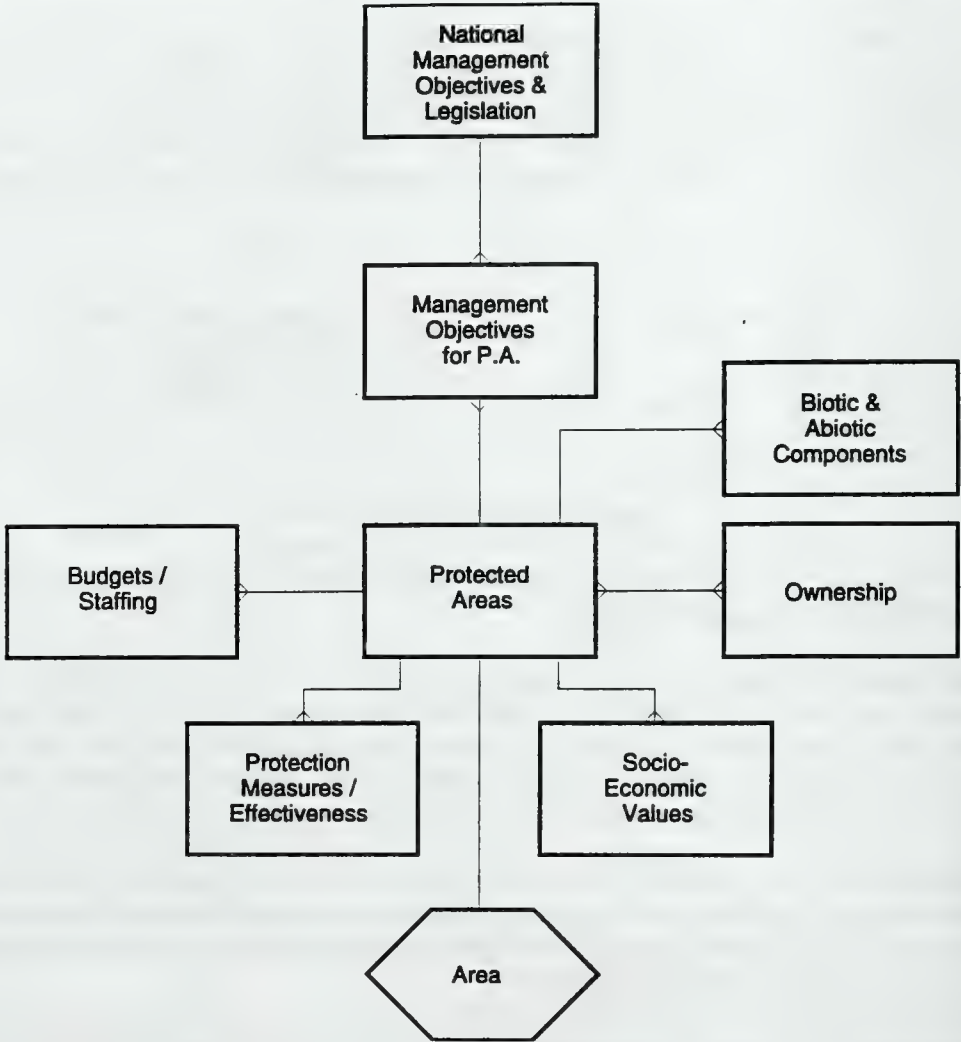 National
Management
Objectives &
Legislation
Management
Objectives
for P.A.
Biotic &
Abiotic
Components
Budgets /
Staffing
Protected
Areas
Ownership
Protection
Measures /
Effectiveness
Socio-
Economic
Values
Area